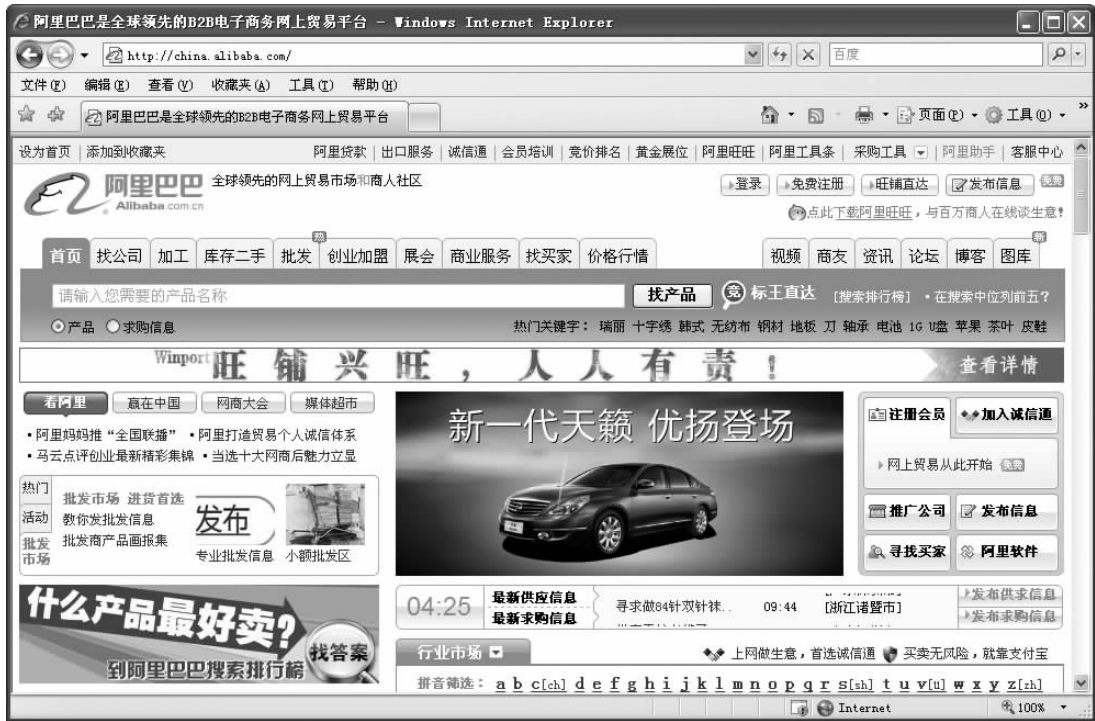 阿里巴巴是全球领先的B2B电子商务网上贸易平台 - Windows Internet Explorer
http://china.alibaba.com/
百度
文件(F) 编辑(E) 查看(V) 收藏夹(A) 工具(T) 帮助(H)
阿里巴巴是全球领先的B2B电子商务网上贸易平台
页面(P) 工具(O)
设为首页 | 添加到收藏夹
阿里贷款 | 出口服务 | 诚信通 | 会员培训 | 竞价排名 | 黄金展位 | 阿里旺旺 | 阿里工具条 | 采购工具 | 阿里助手 | 客服中心
阿里巴巴 全球领先的网上贸易市场和商人社区
Alibaba.com.cn
登录 免费注册 旺铺直达 发布信息 免费
点此下载阿里旺旺，与百万商人在线谈生意！
热 新
首页 找公司 加工 库存二手 批发 创业加盟 展会 商业服务 找买家 价格行情 视频 商友 资讯 论坛 博客 图库
请输入您需要的产品名称 找产品 竞 标王直达 [搜索排行榜] ·在搜索中位列前五？
产品 求购信息 热门关键字： 瑞丽 十字绣 韩式 无纺布 钢材 地板 刀 轴承 电池 1G U盘 苹果 茶叶 皮鞋
Winport 旺铺兴旺，人人有责！ 查看详情
看阿里 赢在中国 网商大会 媒体超市
·阿里妈妈推“全国联播” ·阿里打造贸易个人诚信体系
·马云点评创业最新精彩集锦 ·当选十大网商后魅力立显
热门
活动
批发
市场
批发市场 进货首选
教你发批发信息
批发商产品画报集
发布
专业批发信息 小额批发区
新一代天籁 优扬登场
注册会员 加入诚信通
网上贸易从此开始 免费
推广公司 发布信息
寻找买家 阿里软件
什么产品最好卖？
找答案
到阿里巴巴搜索排行榜
04:25
最新供应信息
最新求购信息
寻求做84针双针袜.. 09:44 [浙江诸暨市]
发布供求信息
发布求购信息
行业市场 上网做生意，首选诚信通 买卖无风险，就靠支付宝
拼音筛选： a b c[ch] d e f g h i j k l m n o p q r s[sh] t u v[u] w x y z[zh]
Internet 100%